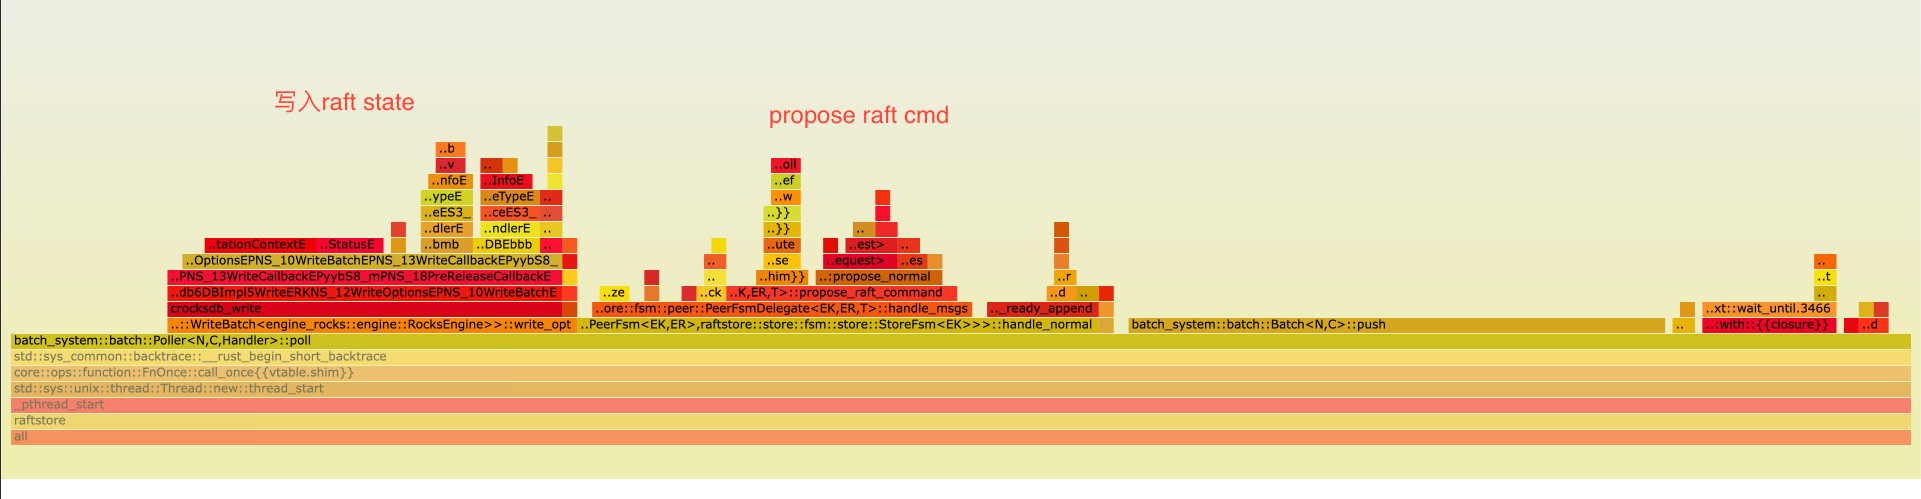 写入raft state
propose raft cmd
..b
..v
..
..oll
..nfoE
..InfoE
..ef
..ypeE
..eTypeE
..
..w
..eES3_
..ceES3_
..
..}}
..dlerE
..ndlerE
..
..}}
..
..tationContextE
..StatusE
..bmb
..DBEbbb
..
..ute
..est>
..
..OptionsEPNS_10WriteBatchEPNS_13WriteCallbackEPyybS8_
..
..se
..equest>
..es
..
..PNS_13WriteCallbackEPyybS8_mPNS_18PreReleaseCallbackE
..
..him}}
..:propose_normal
..r
..t
..db6DBImpl5WriteERKNS_12WriteOptionsEPNS_10WriteBatchE
..ze
..ck
..K,ER,T>::propose_raft_command
..d
..
..
crocksdb_write
..ore::fsm::peer::PeerFsmDelegate<EK,ER,T>::handle_msgs
.._ready_append
..xt::wait_until.3466
..::WriteBatch<engine_rocks::engine::RocksEngine>>::write_opt
..PeerFsm<EK,ER>,raftstore::store::fsm::store::StoreFsm<EK>>>::handle_normal
batch_system::batch::Batch<N,C>::push
..
..:with::{{closure}}
..d
batch_system::batch::Poller<N,C,Handler>::poll
std::sys_common::backtrace::__rust_begin_short_backtrace
core::ops::function::FnOnce::call_once{{vtable.shim}}
std::sys::unix::thread::Thread::new::thread_start
_pthread_start
raftstore
all